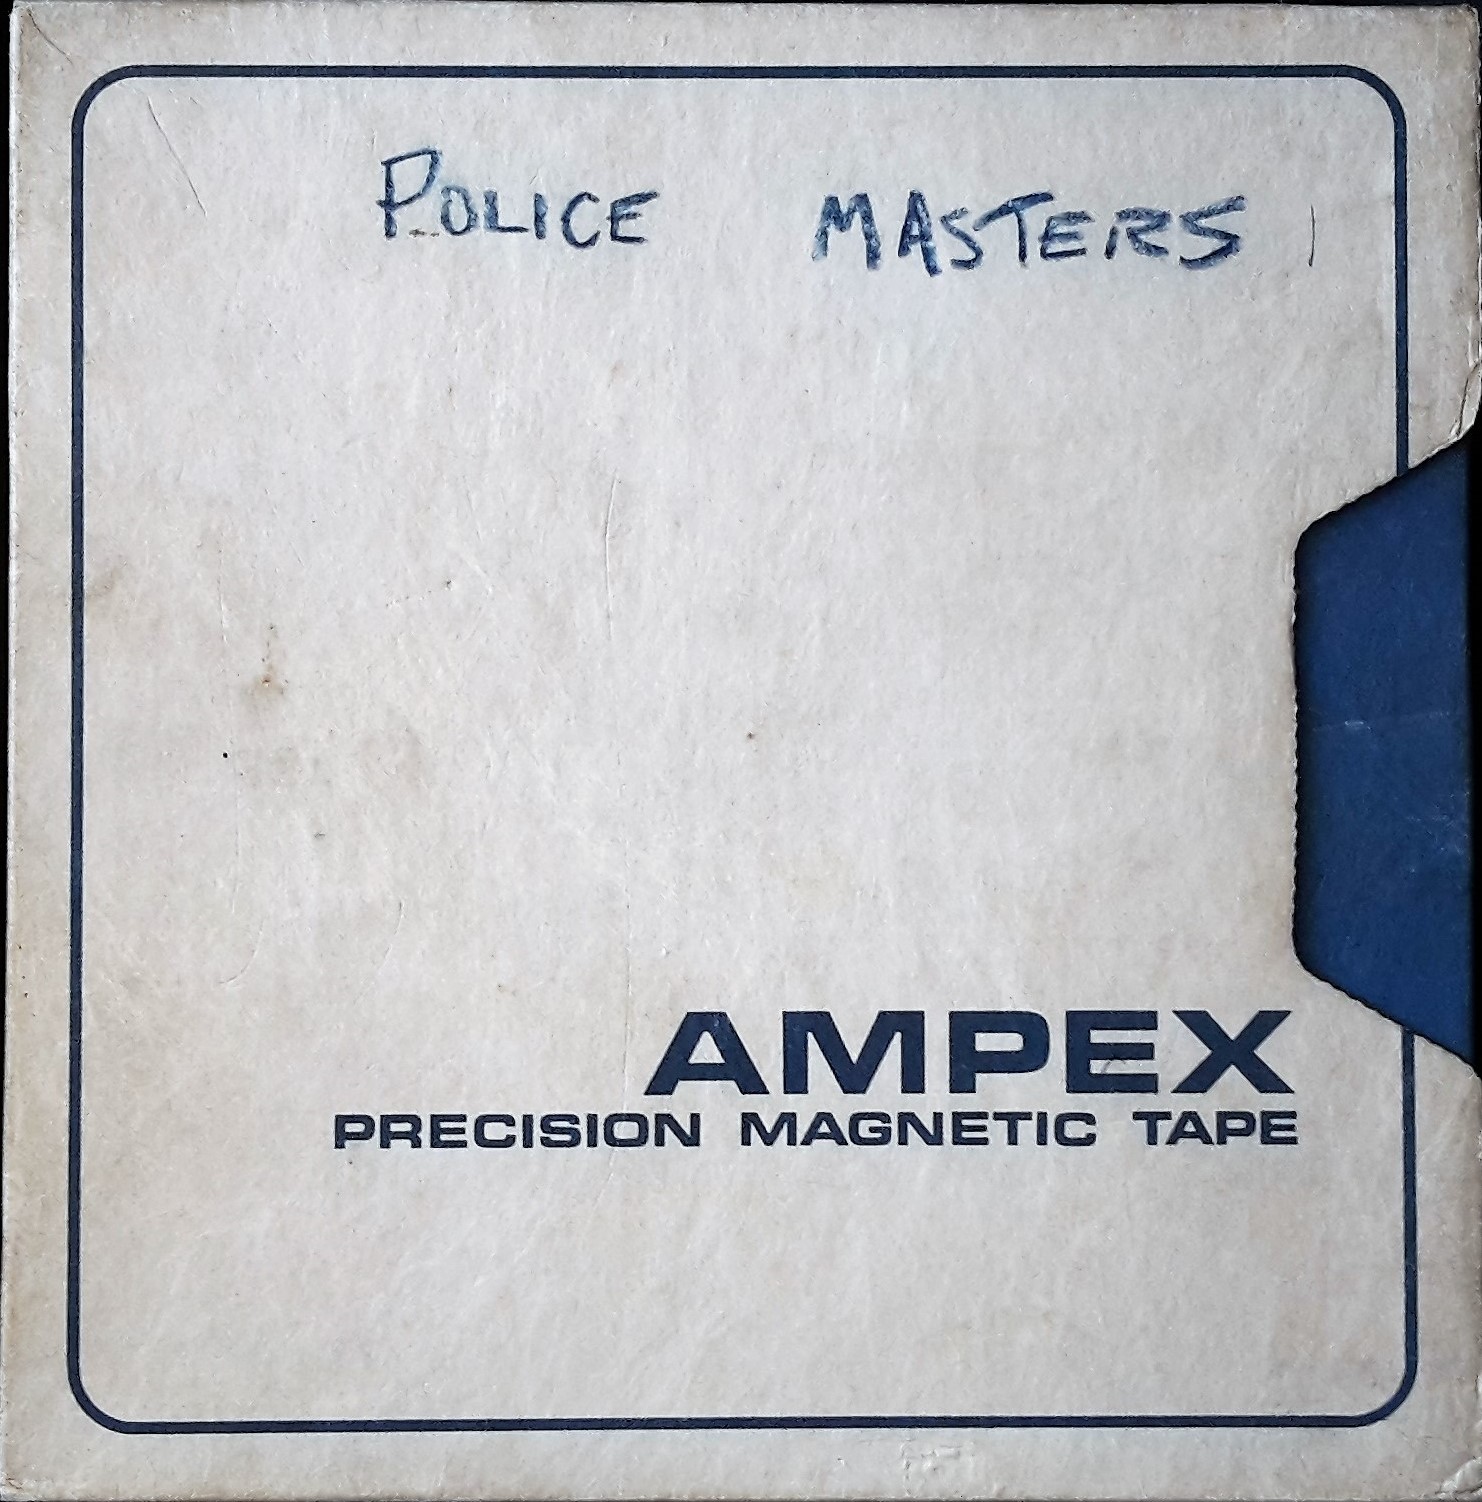 POLICE MASTERS
AMPEX
PRECISION MAGNETIC TAPE